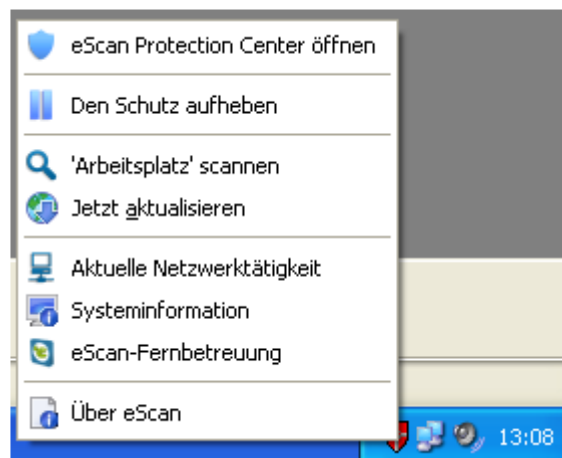 eScan Protection Center öffnen
Den Schutz aufheben
'Arbeitsplatz' scannen
Jetzt aktualisieren
Aktuelle Netzwerktätigkeit
Systeminformation
eScan-Fernbetreuung
Über eScan
13:08